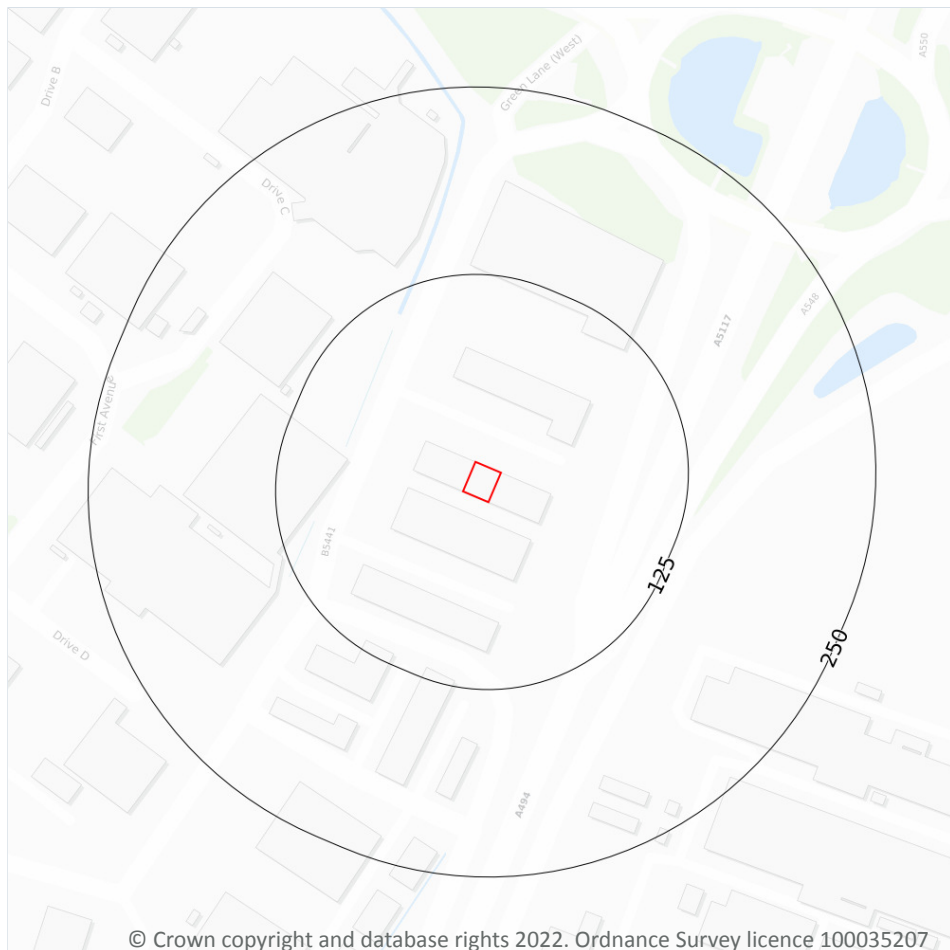 A550
Green Lane (West)
Drive B
Drive C
A548
A5117
First Avenue
B5441
125
250
Drive D
A494
© Crown copyright and database rights 2022. Ordnance Survey licence 100035207